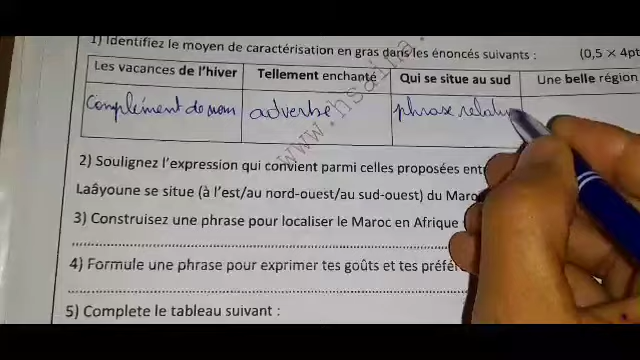 1) Identifiez le moyen de caractérisation en gras dans les énoncés suivants : (0,5 × 4pt
Les vacances de l'hiver Tellement enchanté Qui se situe au sud Une belle région
Complément de nom adverbe phrase relativ
2) Soulignez l'expression qui convient parmi celles proposées ent
Laâyoune se situe (à l'est/au nord-ouest/au sud-ouest) du Maro
3) Construisez une phrase pour localiser le Maroc en Afrique
4) Formule une phrase pour exprimer tes goûts et tes préfé
5) Complete le tableau suivant :